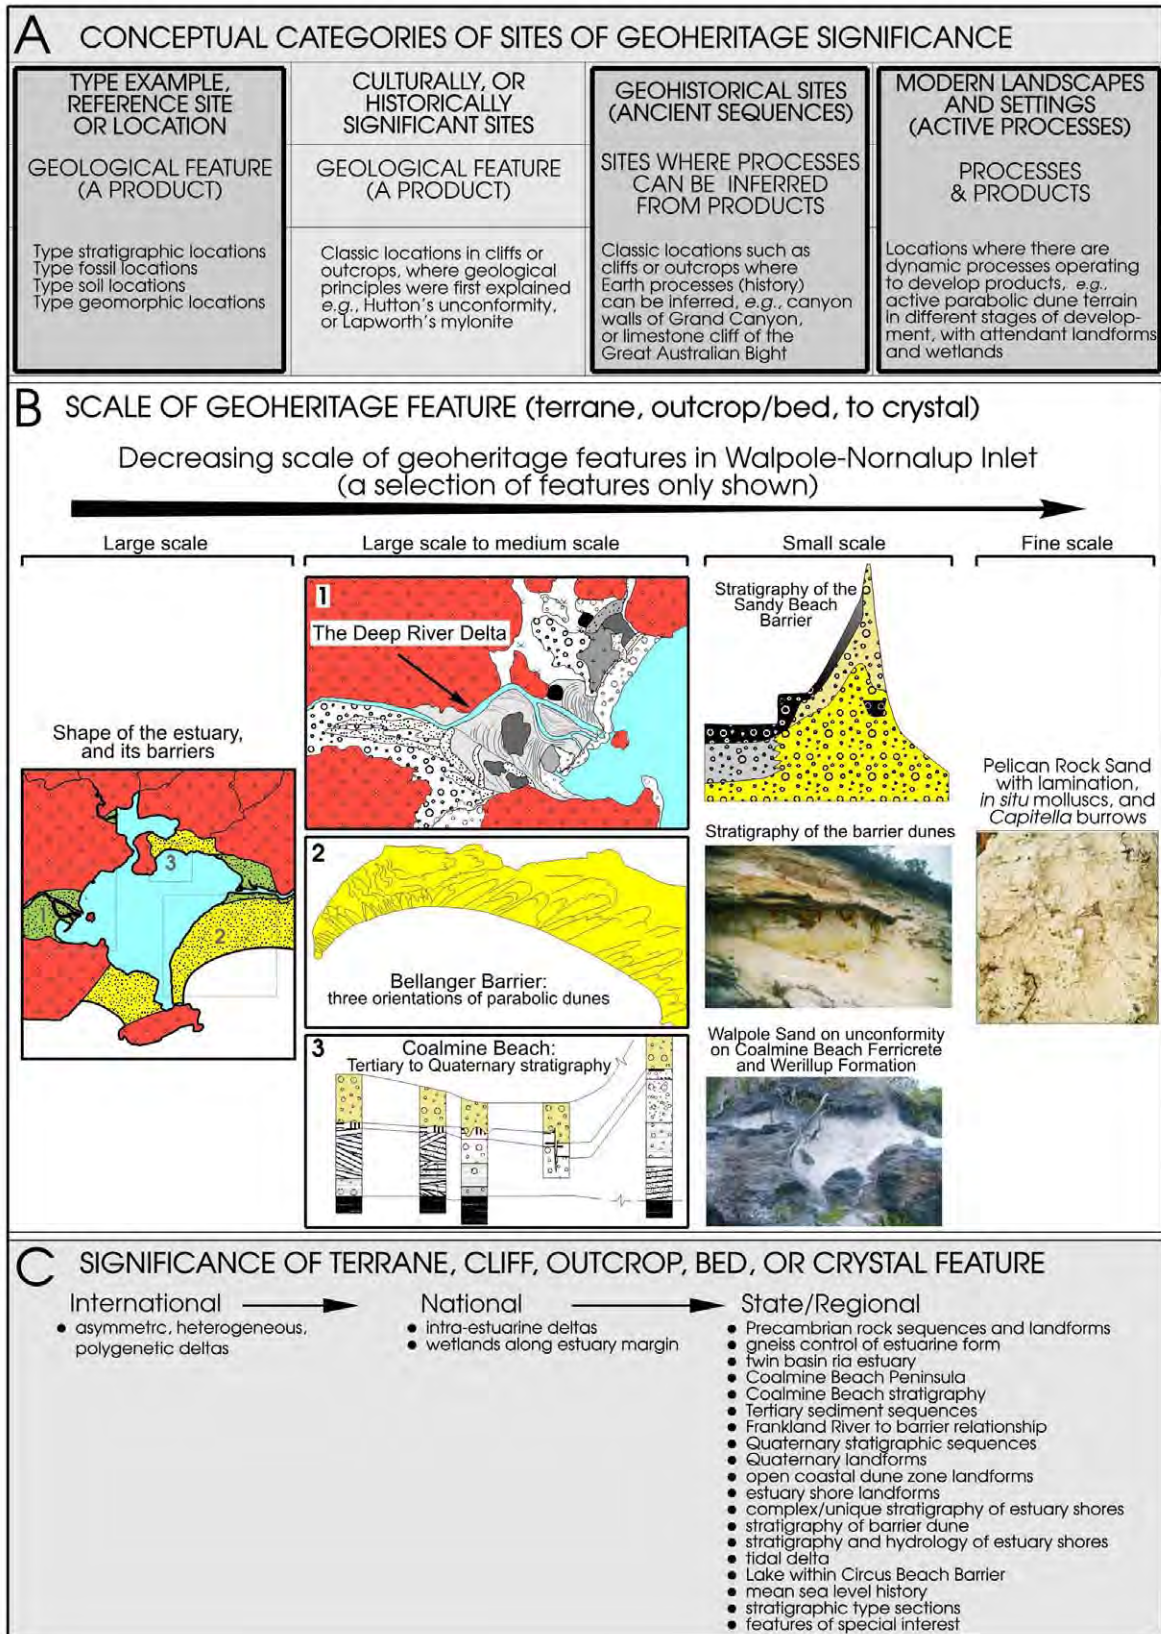 A CONCEPTUAL CATEGORIES OF SITES OF GEOHERITAGE SIGNIFICANCE
TYPE EXAMPLE,
REFERENCE SITE
OR LOCATION
GEOLOGICAL FEATURE
(A PRODUCT)
Type stratigraphic locations
Type fossil locations
Type soil locations
Type geomorphic locations
CULTURALLY, OR
HISTORICALLY
SIGNIFICANT SITES
GEOLOGICAL FEATURE
(A PRODUCT)
Classic locations in cliffs or
outcrops, where geological
principles were first explained
e.g., Hutton's unconformity,
or Lapworth's mylonite
GEOHISTORICAL SITES
(ANCIENT SEQUENCES)
SITES WHERE PROCESSES
CAN BE INFERRED
FROM PRODUCTS
Classic locations such as
cliffs or outcrops where
Earth processes (history)
can be inferred, e.g., canyon
walls of Grand Canyon,
or limestone cliff of the
Great Australian Bight
MODERN LANDSCAPES
AND SETTINGS
(ACTIVE PROCESSES)
PROCESSES
& PRODUCTS
Locations where there are
dynamic processes operating
to develop products, e.g.,
active parabolic dune terrain
in different stages of develop-
ment, with attendant landforms
and wetlands
B SCALE OF GEOHERITAGE FEATURE (terrane, outcrop/bed, to crystal)
Decreasing scale of geoheritage features in Walpole-Nornalup Inlet
(a selection of features only shown)
Large scale
Shape of the estuary,
and its barriers
3
1
2
Large scale to medium scale
1
The Deep River Delta
2
Bellanger Barrier:
three orientations of parabolic dunes
3 Coalmine Beach:
Tertiary to Quaternary stratigraphy
Small scale
Stratigraphy of the
Sandy Beach
Barrier
Stratigraphy of the barrier dunes
Walpole Sand on unconformity
on Coalmine Beach Ferricrete
and Werillup Formation
Fine scale
Pelican Rock Sand
with lamination,
in situ molluscs, and
Capitella burrows
C SIGNIFICANCE OF TERRANE, CLIFF, OUTCROP, BED, OR CRYSTAL FEATURE
International
● asymmetrc, heterogeneous,
polygenetic deltas
National
● intra-estuarine deltas
● wetlands along estuary margin
State/Regional
● Precambrian rock sequences and landforms
● gneiss control of estuarine form
● twin basin ria estuary
● Coalmine Beach Peninsula
● Coalmine Beach stratigraphy
● Tertiary sediment sequences
● Frankland River to barrier relationship
● Quaternary statigraphic sequences
● Quaternary landforms
● open coastal dune zone landforms
● estuary shore landforms
● complex/unique stratigraphy of estuary shores
● stratigraphy of barrier dune
● stratigraphy and hydrology of estuary shores
● tidal delta
● Lake within Circus Beach Barrier
● mean sea level history
● stratigraphic type sections
● features of special interest